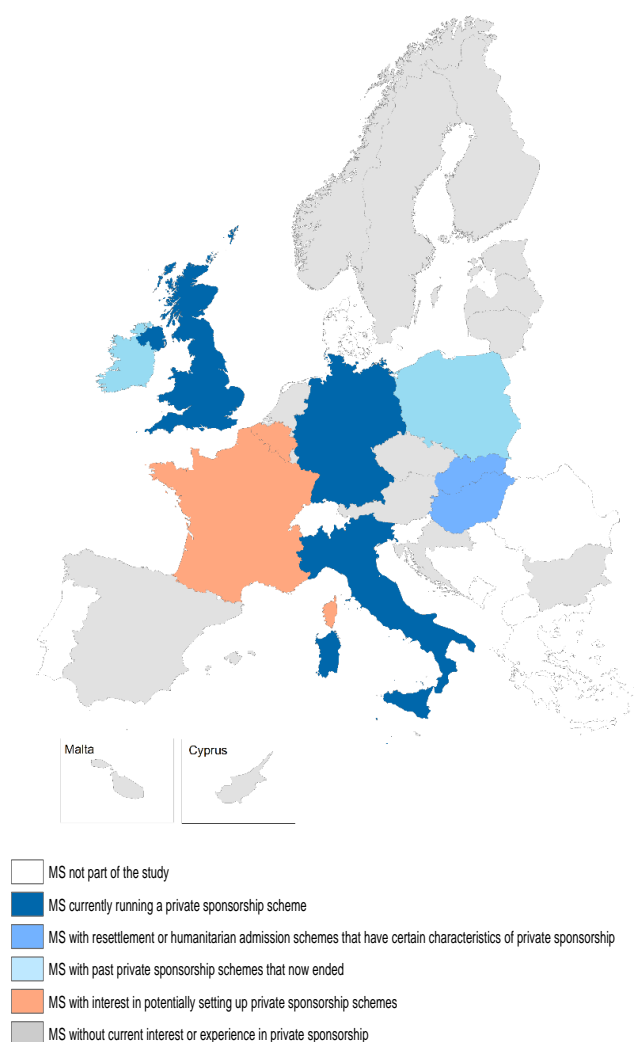 Malta
Cyprus
MS not part of the study
MS currently running a private sponsorship scheme
MS with resettlement or humanitarian admission schemes that have certain characteristics of private sponsorship
MS with past private sponsorship schemes that now ended
MS with interest in potentially setting up private sponsorship schemes
MS without current interest or experience in private sponsorship